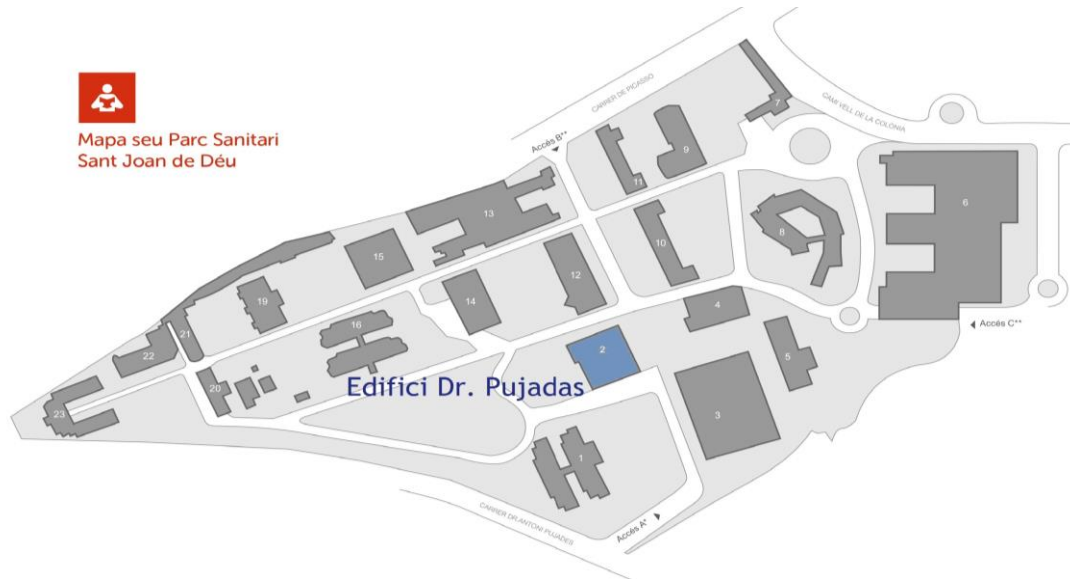 Mapa seu Parc Sanitari
Sant Joan de Déu
CARRER DE PICASSO
CAMI VELL DE LA COLONIA
Accés B**
7
9
11
13
6
10
8
15
12
19
14
4
16
21
2
22
5
Accés C**
20
Edifici Dr. Pujadas
23
3
1
CARRER DR.ANTONI PUJADES
Accés A*